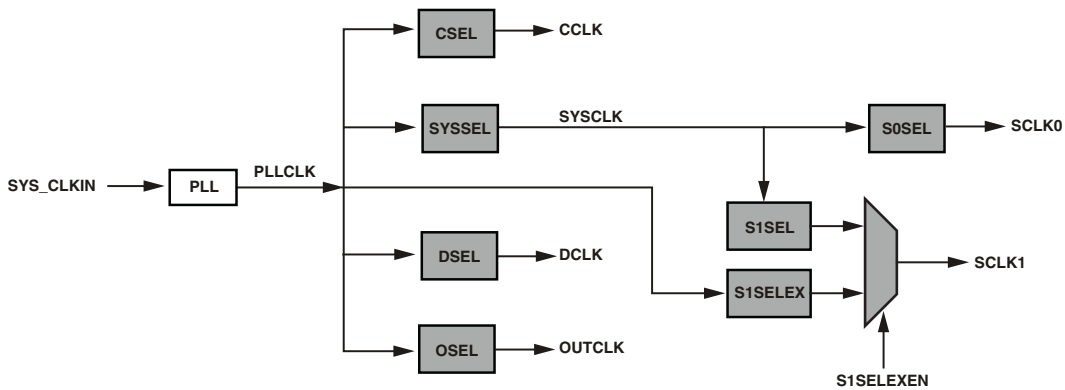 CSEL
CCLK
SYSSEL
SYSCLK
S0SEL
SCLK0
SYS_CLKIN
PLL
PLLCLK
S1SEL
DSEL
DCLK
SCLK1
S1SELEX
OSEL
OUTCLK
S1SELEXEN